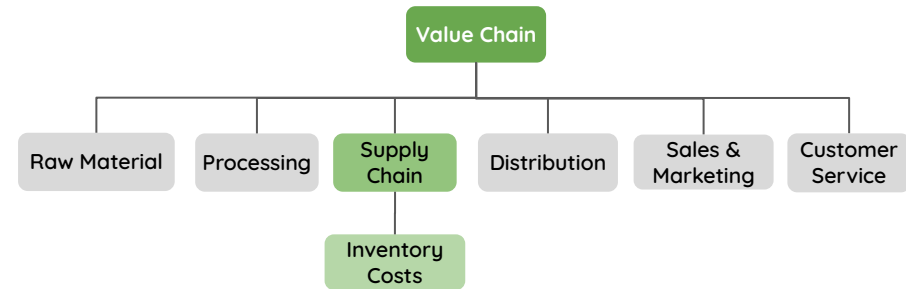 Value Chain
Raw Material
Processing
Supply
Chain
Distribution
Sales &
Marketing
Customer
Service
Inventory
Costs